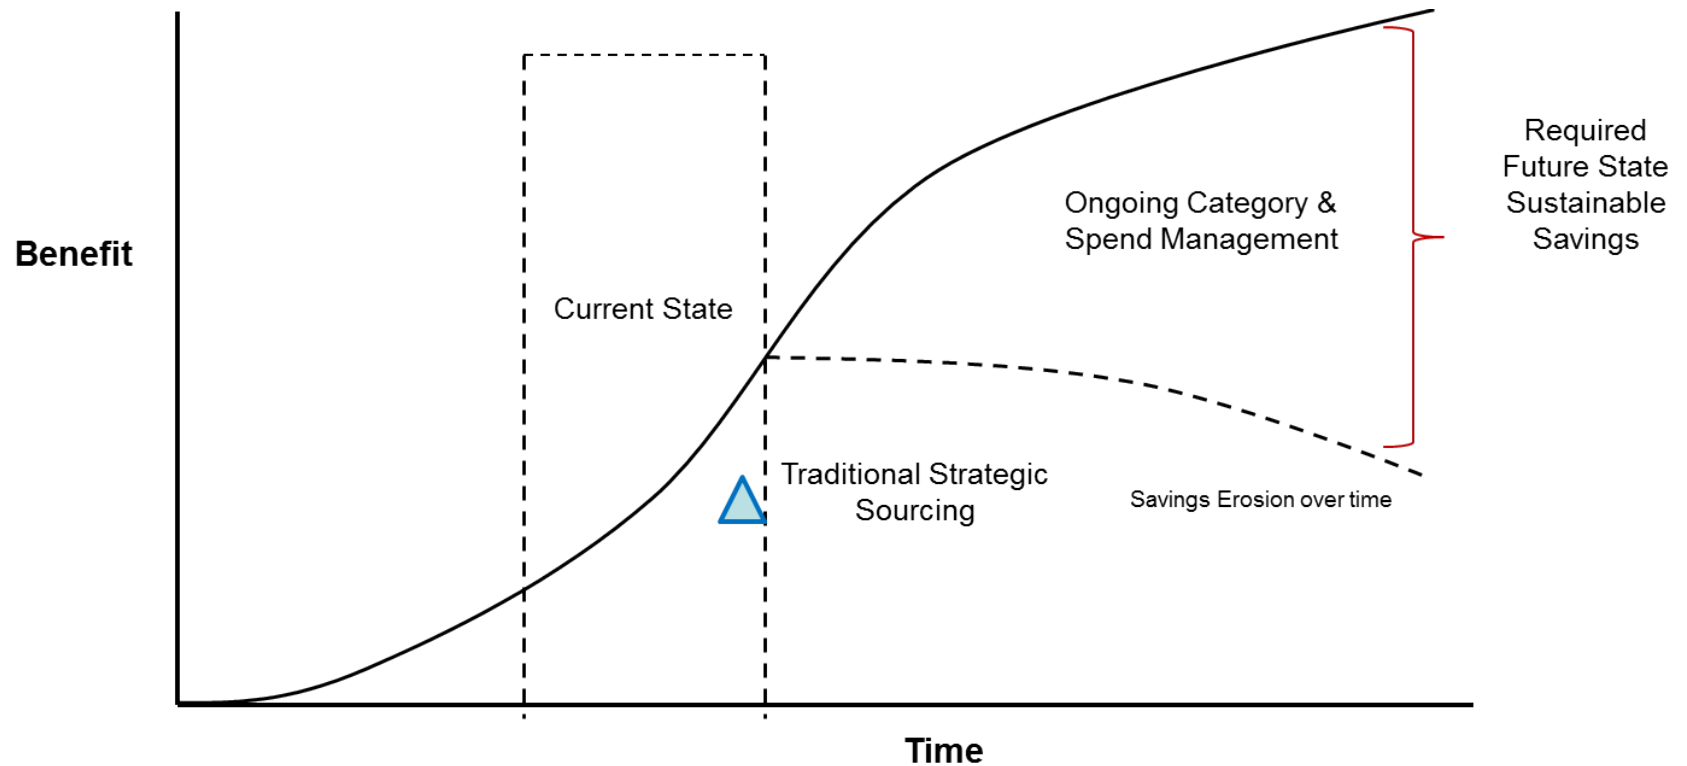 Required
Future State
Sustainable
Savings
Ongoing Category &
Spend Management
Benefit
Current State
Traditional Strategic
Sourcing
Savings Erosion over time
Time